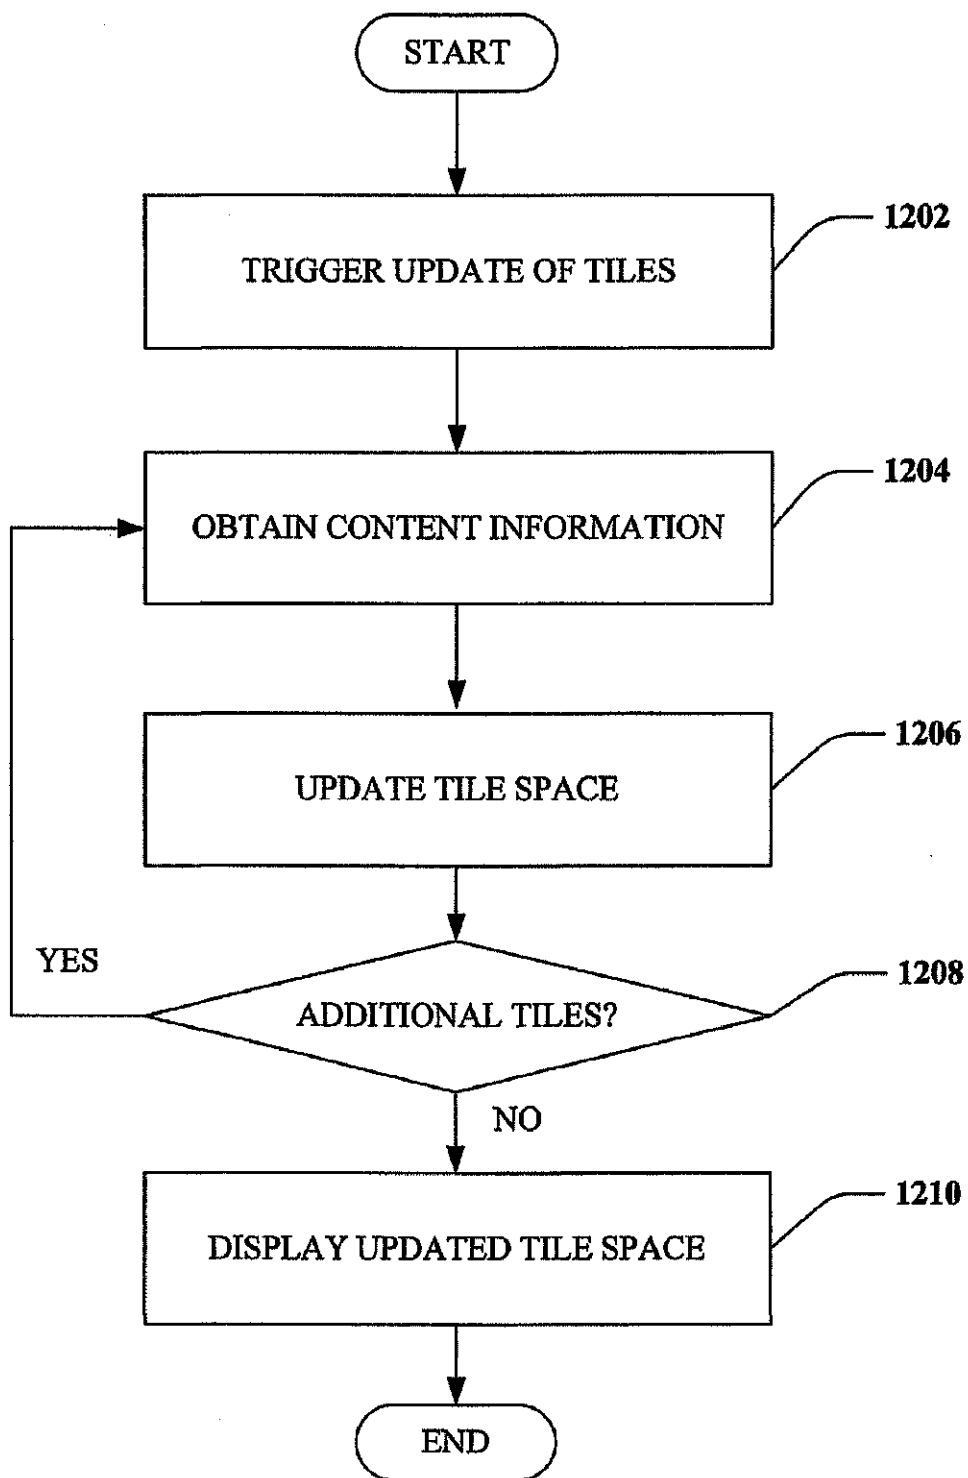 START
1202
TRIGGER UPDATE OF TILES
1204
OBTAIN CONTENT INFORMATION
1206
UPDATE TILE SPACE
YES
1208
ADDITIONAL TILES?
NO
1210
DISPLAY UPDATED TILE SPACE
END